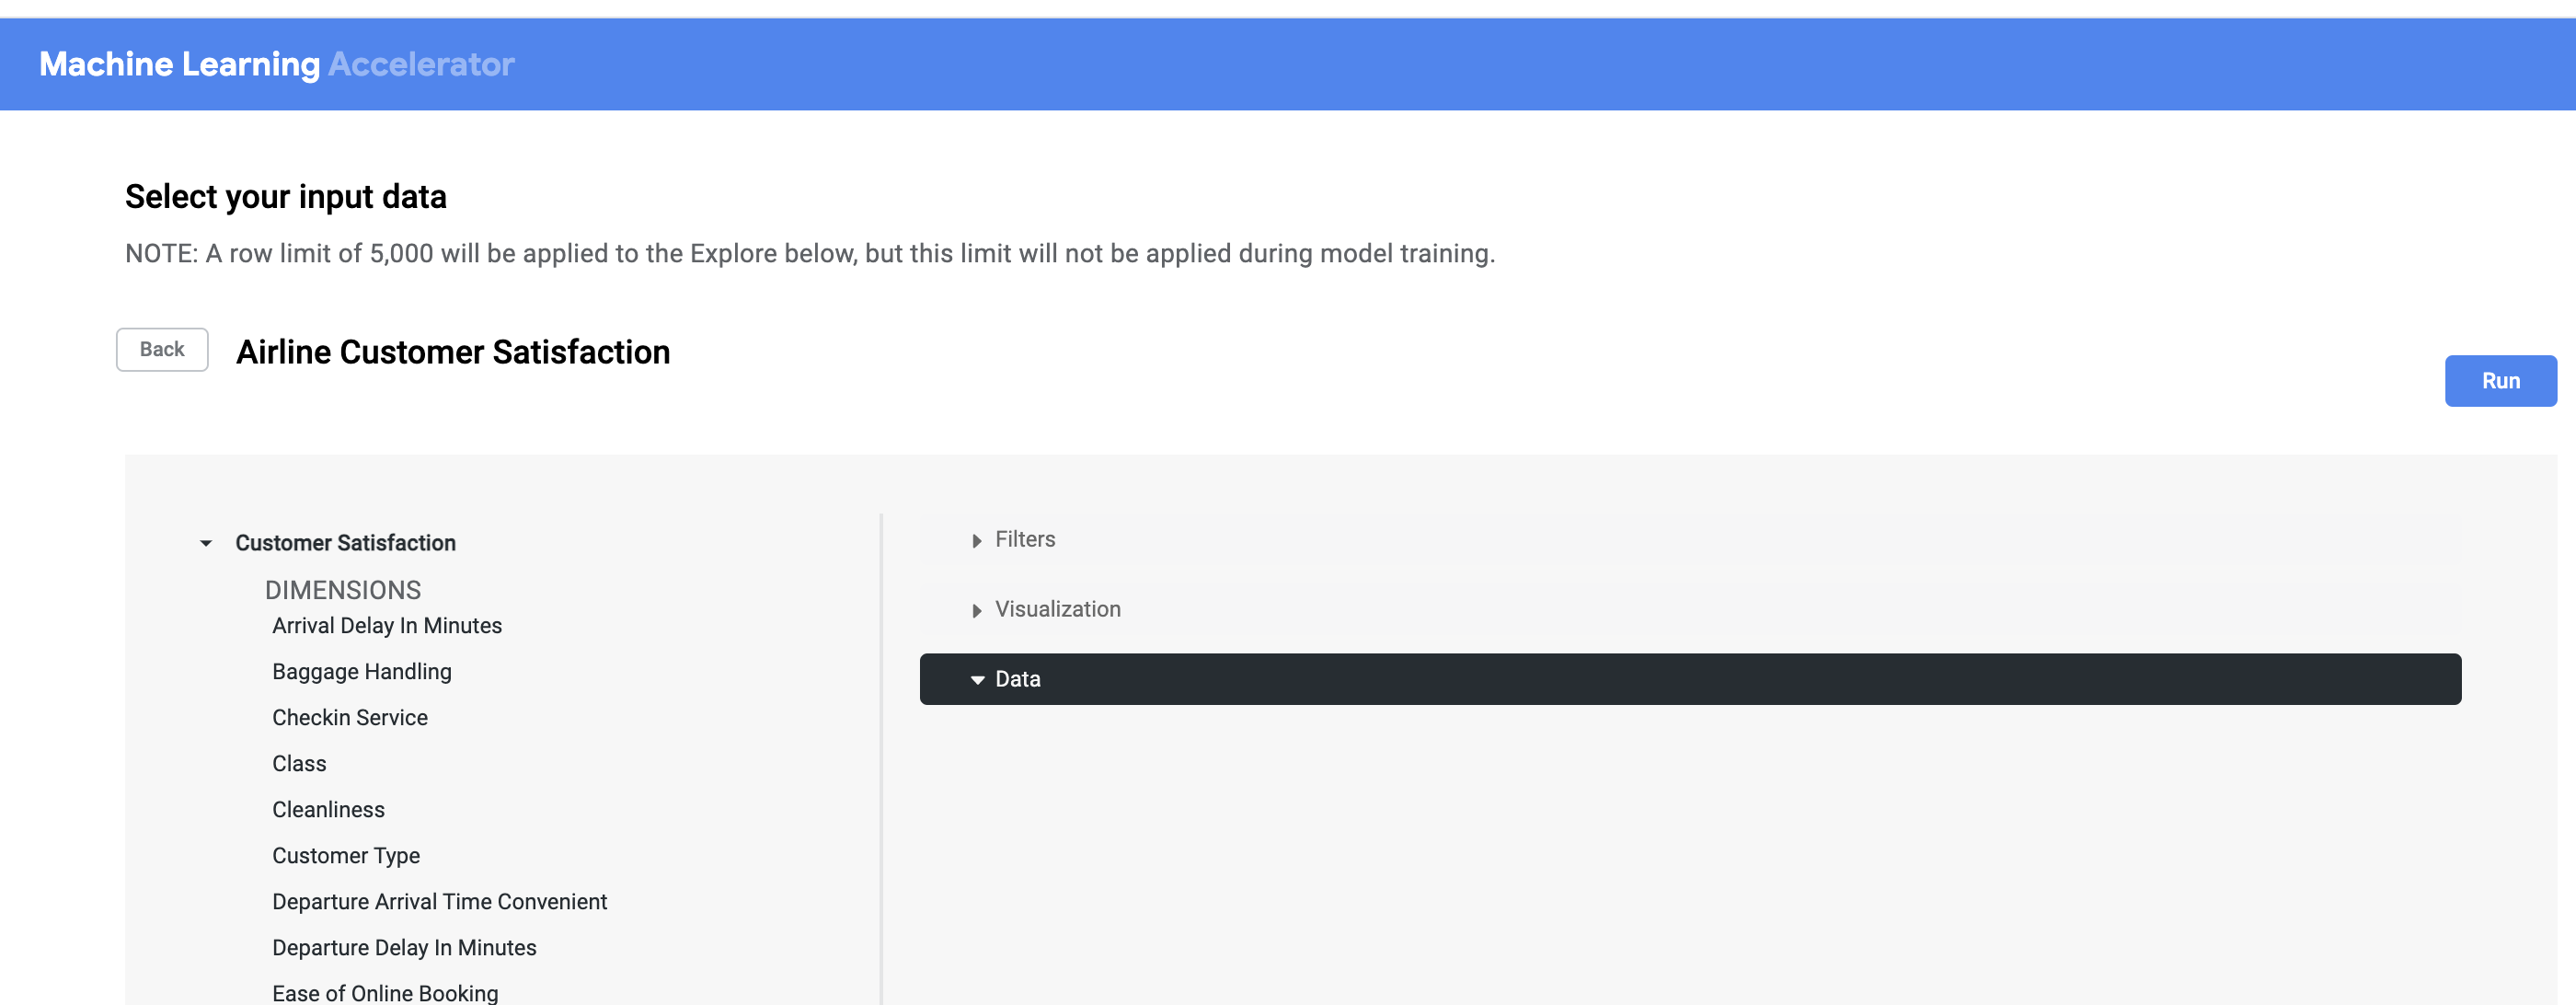 Machine Learning Accelerator
Select your input data
NOTE: A row limit of 5,000 will be applied to the Explore below, but this limit will not be applied during model training.
Back
Airline Customer Satisfaction
Run
Customer Satisfaction
DIMENSIONS
Arrival Delay In Minutes
Baggage Handling
Checkin Service
Class
Cleanliness
Customer Type
Departure Arrival Time Convenient
Departure Delay In Minutes
Ease of Online Booking
Filters
Visualization
Data